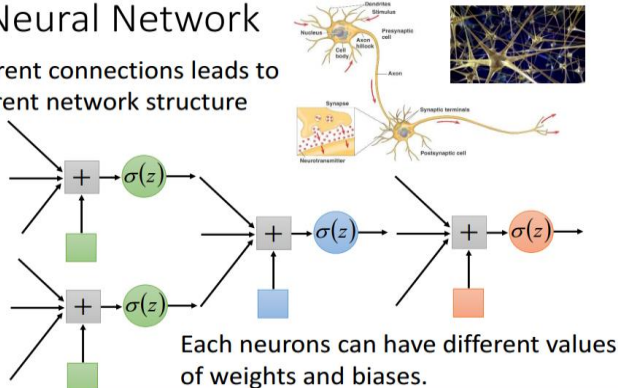 Neural Network
rent connections leads to
rent network structure
Dendrites
Stimulus
Nucleus
Presynaptic
cell
Axon
hillock
Cell
body
Axon
Synapse
Synaptic terminals
Neurotransmitter
Postsynaptic cell
+ σ(z)
+ σ(z)
+ σ(z)
+ σ(z)
Each neurons can have different values
of weights and biases.